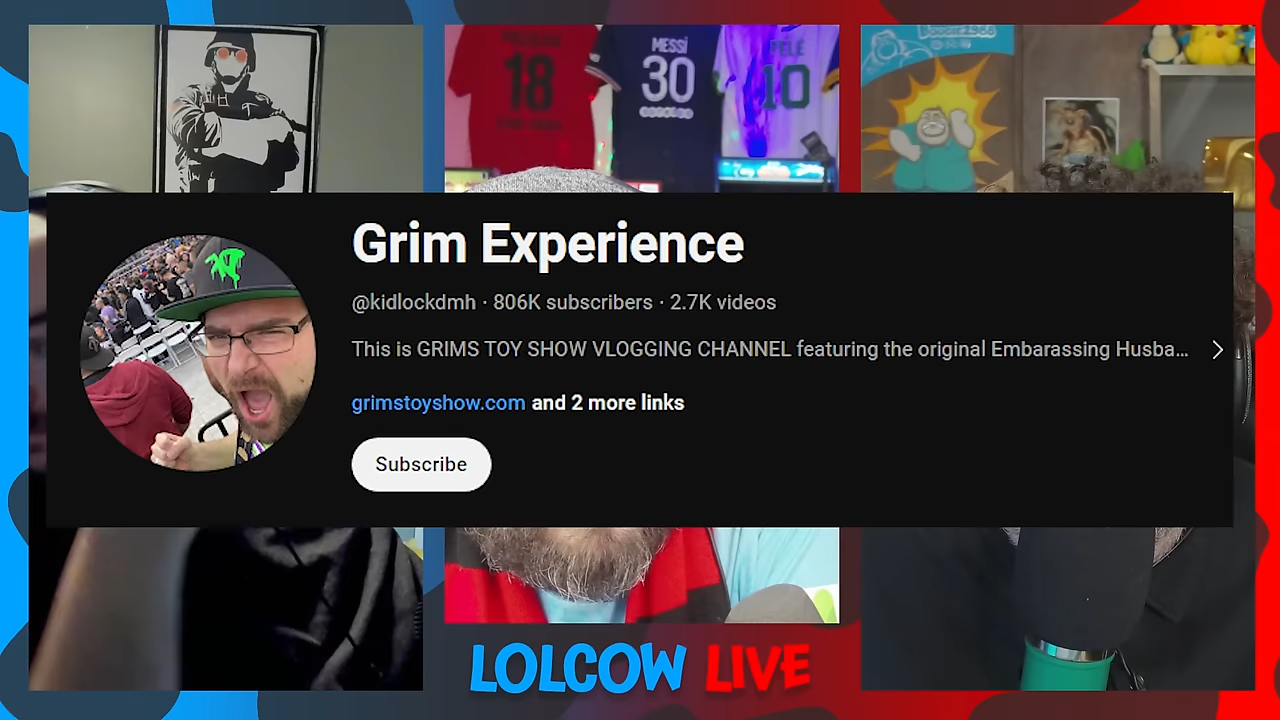 MESSI
30
PELE
10
18
Boogie2988
Grim Experience
@kidlockdmh · 806K subscribers · 2.7K videos
This is GRIMS TOY SHOW VLOGGING CHANNEL featuring the original Embarassing Husba...
grimstoyshow.com and 2 more links
Subscribe
LOLCOW LIVE